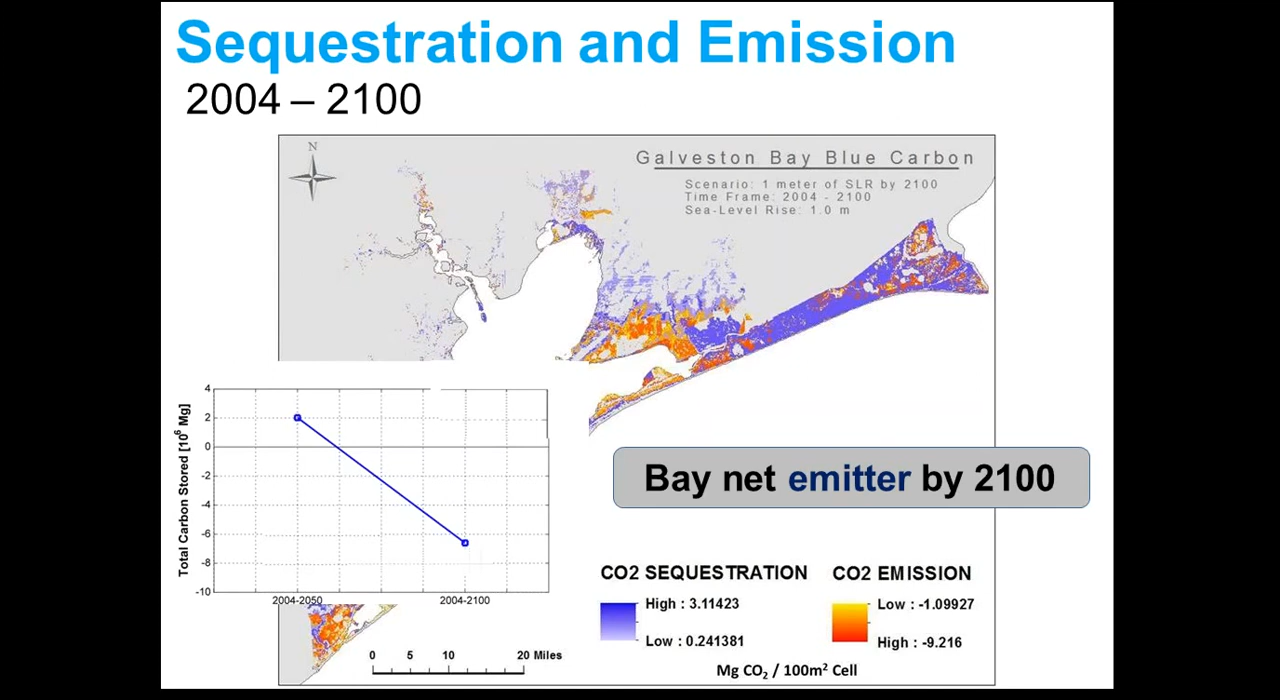 Sequestration and Emission
2004 – 2100
N
Galveston Bay Blue Carbon
Scenario: 1 meter of SLR by 2100
Time Frame: 2004 - 2100
Sea-Level Rise: 1.0 m
Total Carbon Stored [10⁶ Mg]
4
2
0
-2
-4
-6
-8
-10
2004-2050
2004-2100
Bay net emitter by 2100
CO2 SEQUESTRATION
High : 3.11423
Low : 0.241381
CO2 EMISSION
Low : -1.09927
High : -9.216
Mg CO₂ / 100m² Cell
0 5 10 20 Miles